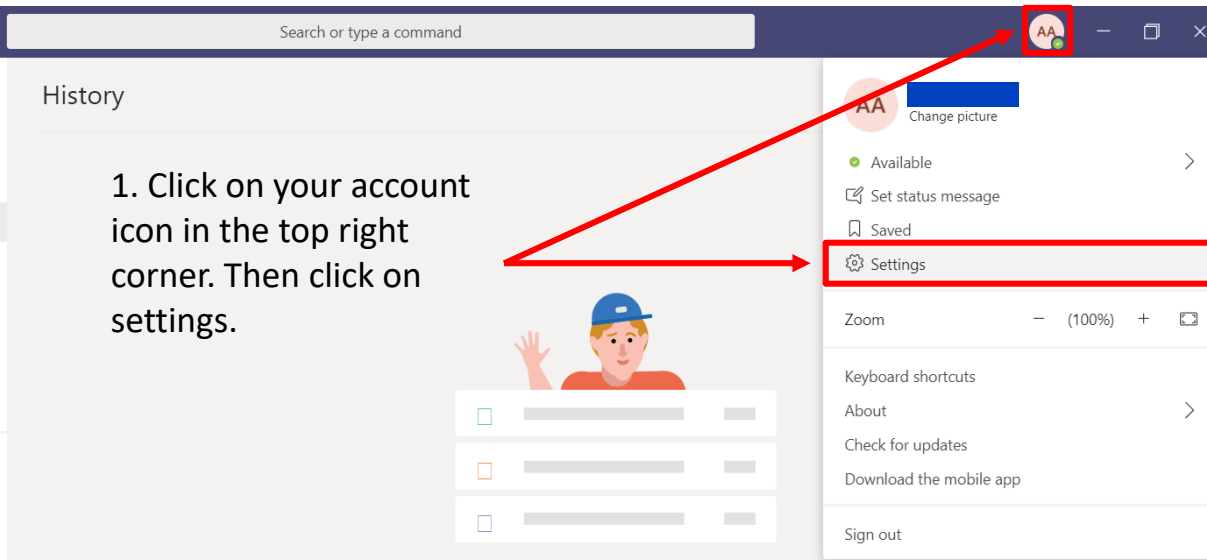 Search or type a command
AA
History
AA
Change picture
Available
Set status message
Saved
Settings
1. Click on your account
icon in the top right
corner. Then click on
settings.
Zoom
(100%)
Keyboard shortcuts
About
Check for updates
Download the mobile app
Sign out